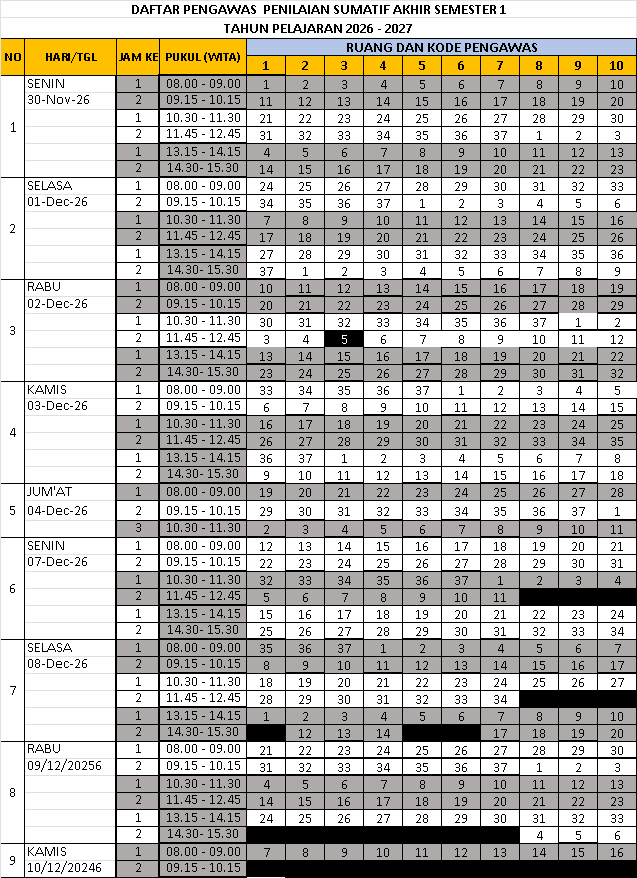 DAFTAR PENGAWAS PENILAIAN SUMATIF AKHIR SEMESTER 1
TAHUN PELAJARAN 2026 - 2027
NO HARI/TGL JAM KE PUKUL (WITA) RUANG DAN KODE PENGAWAS
1 2 3 4 5 6 7 8 9 10
1 SENIN 1 08.00 - 09.00 1 2 3 4 5 6 7 8 9 10
30-Nov-26 2 09.15 - 10.15 11 12 13 14 15 16 17 18 19 20
1 10.30 - 11.30 21 22 23 24 25 26 27 28 29 30
2 11.45 - 12.45 31 32 33 34 35 36 37 1 2 3
1 13.15 - 14.15 4 5 6 7 8 9 10 11 12 13
2 14.30- 15.30 14 15 16 17 18 19 20 21 22 23
2 SELASA 1 08.00 - 09.00 24 25 26 27 28 29 30 31 32 33
01-Dec-26 2 09.15 - 10.15 34 35 36 37 1 2 3 4 5 6
1 10.30 - 11.30 7 8 9 10 11 12 13 14 15 16
2 11.45 - 12.45 17 18 19 20 21 22 23 24 25 26
1 13.15 - 14.15 27 28 29 30 31 32 33 34 35 36
2 14.30- 15.30 37 1 2 3 4 5 6 7 8 9
3 RABU 1 08.00 - 09.00 10 11 12 13 14 15 16 17 18 19
02-Dec-26 2 09.15 - 10.15 20 21 22 23 24 25 26 27 28 29
1 10.30 - 11.30 30 31 32 33 34 35 36 37 1 2
2 11.45 - 12.45 3 4 5 6 7 8 9 10 11 12
1 13.15 - 14.15 13 14 15 16 17 18 19 20 21 22
2 14.30- 15.30 23 24 25 26 27 28 29 30 31 32
4 KAMIS 1 08.00 - 09.00 33 34 35 36 37 1 2 3 4 5
03-Dec-26 2 09.15 - 10.15 6 7 8 9 10 11 12 13 14 15
1 10.30 - 11.30 16 17 18 19 20 21 22 23 24 25
2 11.45 - 12.45 26 27 28 29 30 31 32 33 34 35
1 13.15 - 14.15 36 37 1 2 3 4 5 6 7 8
2 14.30- 15.30 9 10 11 12 13 14 15 16 17 18
5 JUM'AT 1 08.00 - 09.00 19 20 21 22 23 24 25 26 27 28
04-Dec-26 2 09.15 - 10.15 29 30 31 32 33 34 35 36 37 1
3 10.30 - 11.30 2 3 4 5 6 7 8 9 10 11
6 SENIN 1 08.00 - 09.00 12 13 14 15 16 17 18 19 20 21
07-Dec-26 2 09.15 - 10.15 22 23 24 25 26 27 28 29 30 31
1 10.30 - 11.30 32 33 34 35 36 37 1 2 3 4
2 11.45 - 12.45 5 6 7 8 9 10 11
1 13.15 - 14.15 15 16 17 18 19 20 21 22 23 24
2 14.30- 15.30 25 26 27 28 29 30 31 32 33 34
7 SELASA 1 08.00 - 09.00 35 36 37 1 2 3 4 5 6 7
08-Dec-26 2 09.15 - 10.15 8 9 10 11 12 13 14 15 16 17
1 10.30 - 11.30 18 19 20 21 22 23 24 25 26 27
2 11.45 - 12.45 28 29 30 31 32 33 34
1 13.15 - 14.15 1 2 3 4 5 6 7 8 9 10
2 14.30- 15.30 12 13 14 17 18 19 20
8 RABU 1 08.00 - 09.00 21 22 23 24 25 26 27 28 29 30
09/12/20256 2 09.15 - 10.15 31 32 33 34 35 36 37 1 2 3
1 10.30 - 11.30 4 5 6 7 8 9 10 11 12 13
2 11.45 - 12.45 14 15 16 17 18 19 20 21 22 23
1 13.15 - 14.15 24 25 26 27 28 29 30 31 32 33
2 14.30- 15.30 4 5 6
9 KAMIS 1 08.00 - 09.00 7 8 9 10 11 12 13 14 15 16
10/12/20246 2 09.15 - 10.15